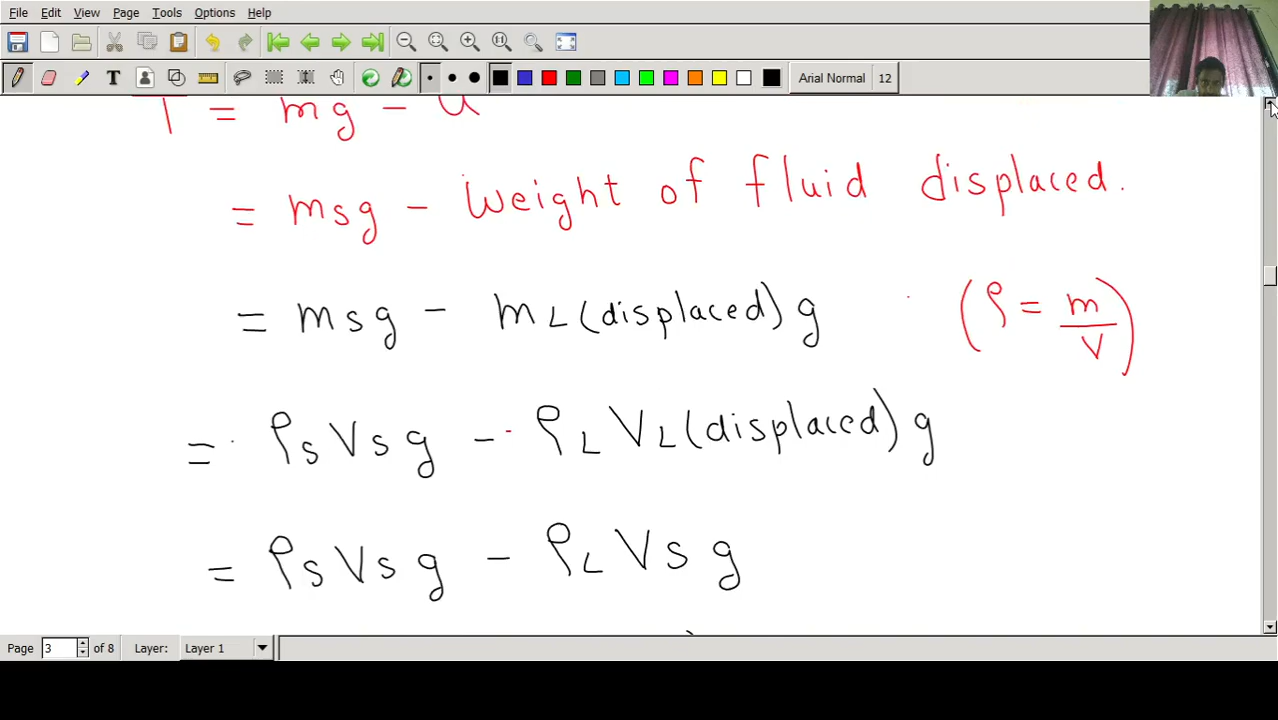 File Edit View Page Tools Options Help
Arial Normal 12
T = mg - U
= msg - Weight of fluid displaced.
= msg - mL(displaced)g (ρ = m/V)
= ρsVsg - ρLVL(displaced)g
= ρsVsg - ρLVsg
Page 3 of 8 Layer: Layer 1